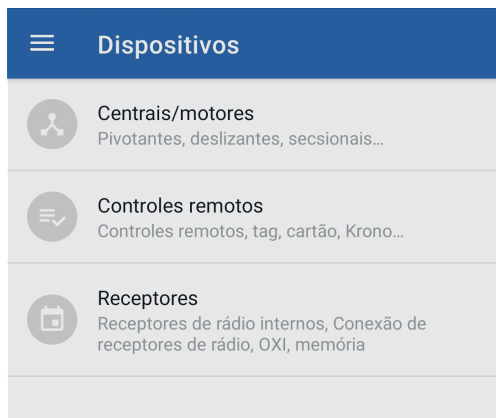 Dispositivos
Centrais/motores
Pivotantes, deslizantes, secsionais...
Controles remotos
Controles remotos, tag, cartão, Krono...
Receptores
Receptores de rádio internos, Conexão de
receptores de rádio, OXI, memória